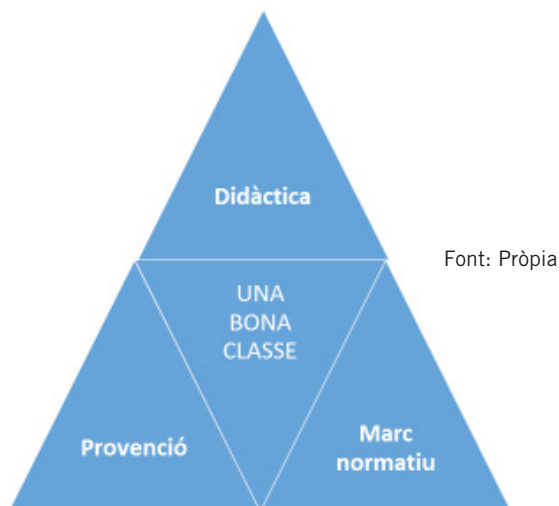 Didàctica
Font: Pròpia
UNA
BONA
CLASSE
Provenció
Marc
normatiu